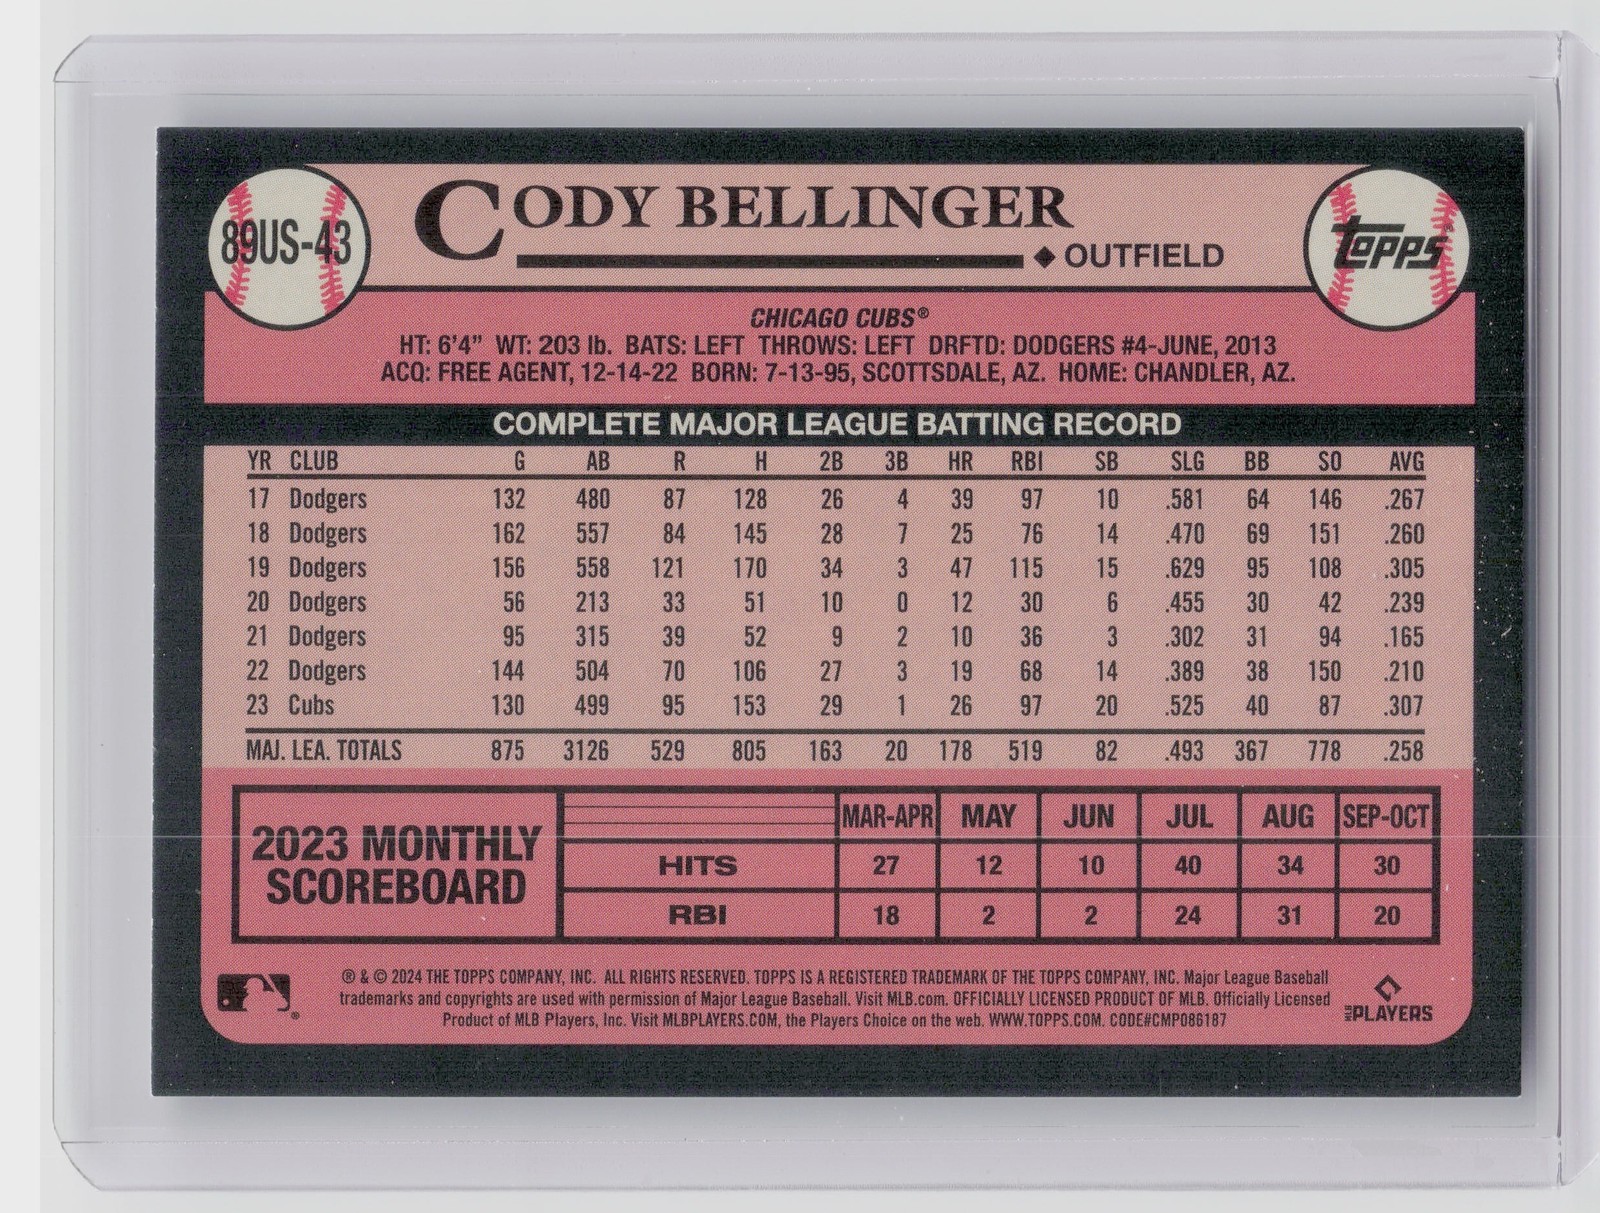 89US-43
CODY BELLINGER
◆ OUTFIELD
topps®
CHICAGO CUBS®
HT: 6'4" WT: 203 lb. BATS: LEFT THROWS: LEFT DRFTD: DODGERS #4-JUNE, 2013
ACQ: FREE AGENT, 12-14-22 BORN: 7-13-95, SCOTTSDALE, AZ. HOME: CHANDLER, AZ.
COMPLETE MAJOR LEAGUE BATTING RECORD
YR CLUB G AB R H 2B 3B HR RBI SB SLG BB SO AVG
17 Dodgers 132 480 87 128 26 4 39 97 10 .581 64 146 .267
18 Dodgers 162 557 84 145 28 7 25 76 14 .470 69 151 .260
19 Dodgers 156 558 121 170 34 3 47 115 15 .629 95 108 .305
20 Dodgers 56 213 33 51 10 0 12 30 6 .455 30 42 .239
21 Dodgers 95 315 39 52 9 2 10 36 3 .302 31 94 .165
22 Dodgers 144 504 70 106 27 3 19 68 14 .389 38 150 .210
23 Cubs 130 499 95 153 29 1 26 97 20 .525 40 87 .307
MAJ. LEA. TOTALS 875 3126 529 805 163 20 178 519 82 .493 367 778 .258
2023 MONTHLY
SCOREBOARD
MAR-APR MAY JUN JUL AUG SEP-OCT
HITS 27 12 10 40 34 30
RBI 18 2 2 24 31 20
® & © 2024 THE TOPPS COMPANY, INC. ALL RIGHTS RESERVED. TOPPS IS A REGISTERED TRADEMARK OF THE TOPPS COMPANY, INC. Major League Baseball
trademarks and copyrights are used with permission of Major League Baseball. Visit MLB.com. OFFICIALLY LICENSED PRODUCT OF MLB. Officially Licensed
Product of MLB Players, Inc. Visit MLBPLAYERS.COM, the Players Choice on the web. WWW.TOPPS.COM. CODE#CMP086187
®
MLB PLAYERS